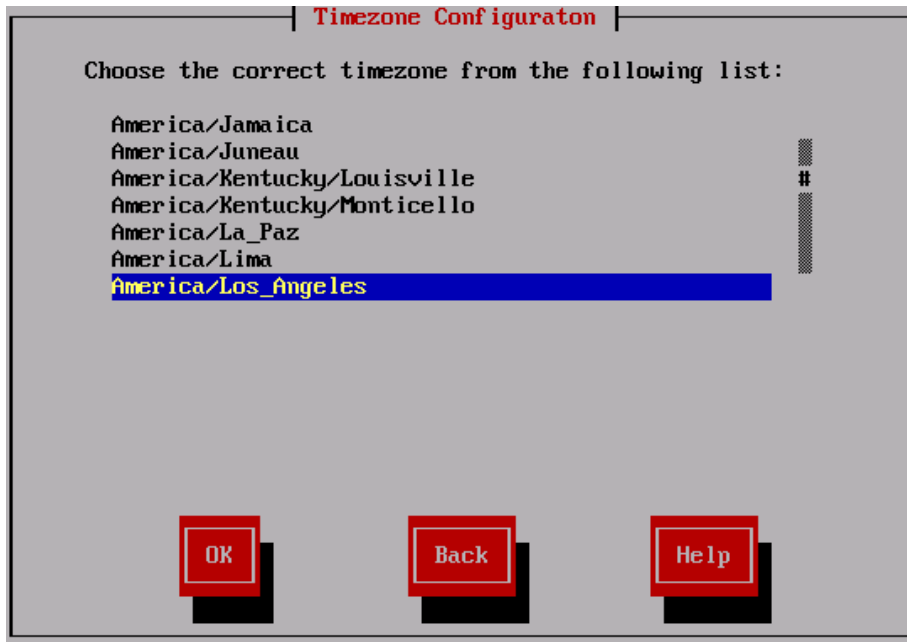 Timezone Configuraton
Choose the correct timezone from the following list:
America/Jamaica
America/Juneau
America/Kentucky/Louisville
#
America/Kentucky/Monticello
America/La_Paz
America/Lima
America/Los_Angeles
OK Back Help